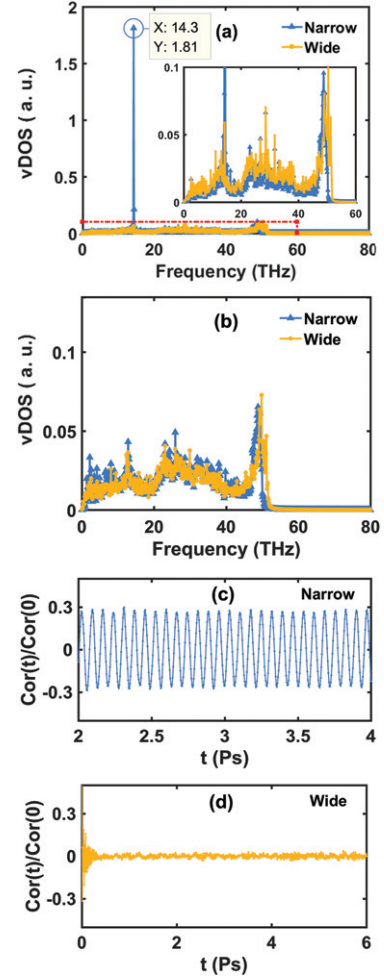 X: 14.3
Y: 1.81
(a)
Narrow
Wide
2
1.5
1
0.5
0
vDOS ( a. u.)
0.1
0.05
0
0 20 40 60
0 20 40 60 80
Frequency (THz)
(b)
Narrow
Wide
0.1
0.05
0
vDOS ( a. u.)
0 20 40 60 80
Frequency (THz)
(c)
Narrow
0.3
0
-0.3
Cor(t)/Cor(0)
2 2.5 3 3.5 4
t (Ps)
(d)
Wide
0.3
0
-0.3
Cor(t)/Cor(0)
0 2 4 6
t (Ps)